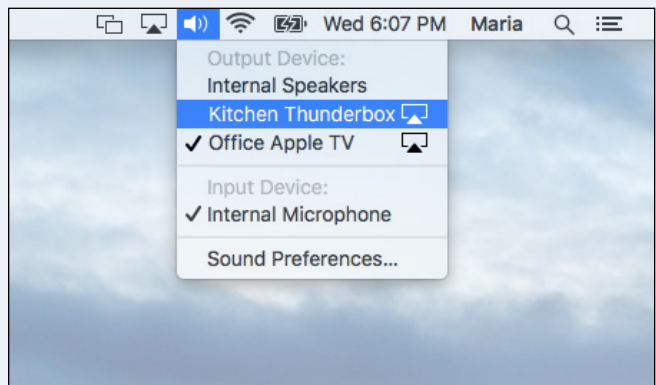 Wed 6:07 PM Maria
Output Device:
Internal Speakers
Kitchen Thunderbox
✓ Office Apple TV
Input Device:
✓ Internal Microphone
Sound Preferences...